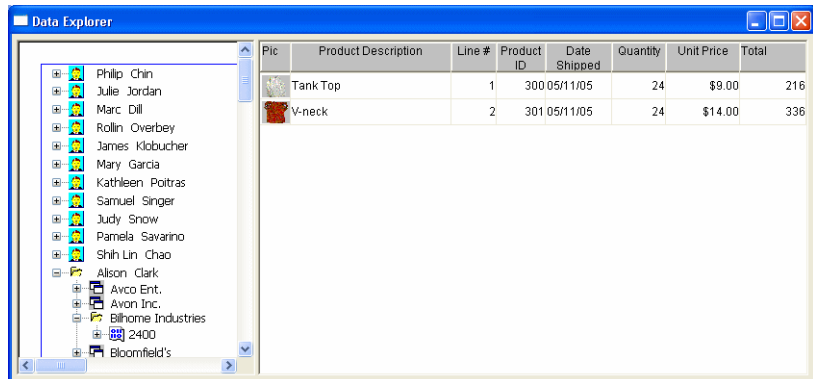 Data Explorer
Philip Chin
Julie Jordan
Marc Dill
Rollin Overbey
James Klobucher
Mary Garcia
Kathleen Poitras
Samuel Singer
Judy Snow
Pamela Savarino
Shih Lin Chao
Alison Clark
Avco Ent.
Avon Inc.
Bilhome Industries
2400
Bloomfield's
Pic Product Description Line # Product ID Date Shipped Quantity Unit Price Total
Tank Top 1 300 05/11/05 24 $9.00 216
V-neck 2 301 05/11/05 24 $14.00 336